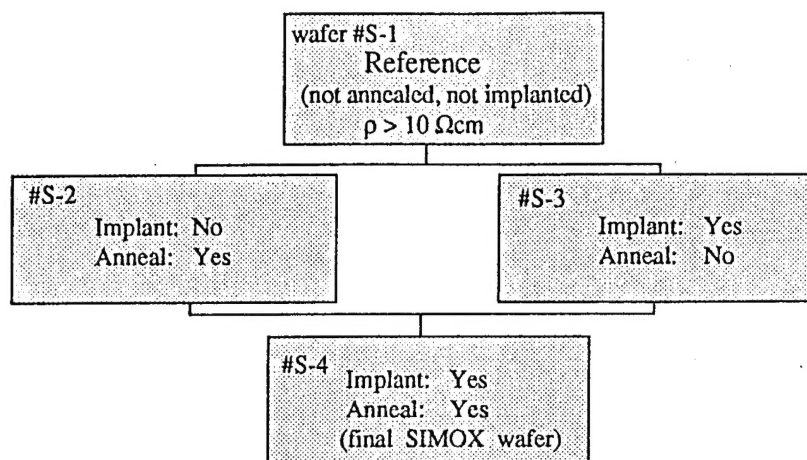 wafer #S-1
Reference
(not annealed, not implanted)
ρ > 10 Ωcm
#S-2
Implant: No
Anneal: Yes
#S-3
Implant: Yes
Anneal: No
#S-4
Implant: Yes
Anneal: Yes
(final SIMOX wafer)